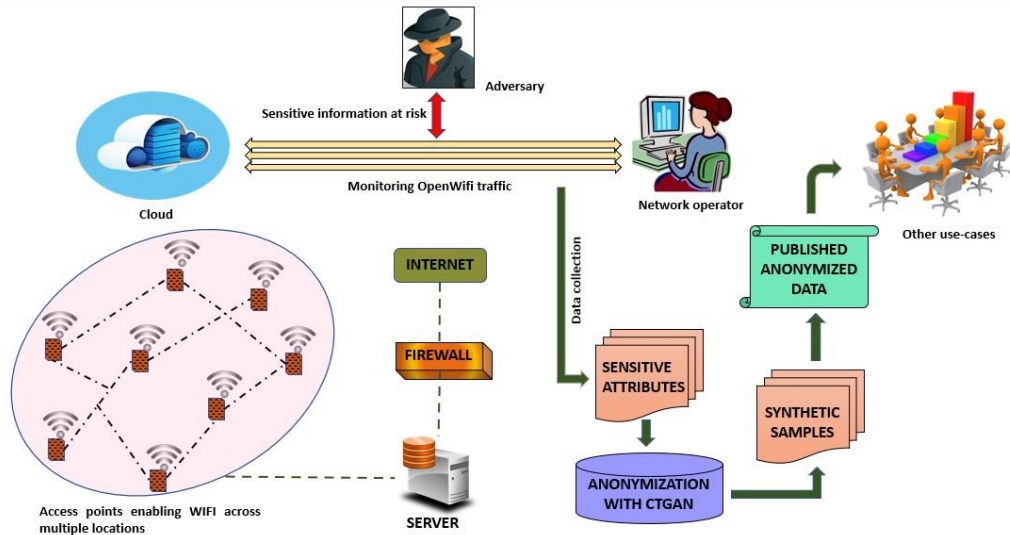 Adversary
Sensitive information at risk
Monitoring OpenWifi traffic
Cloud
Network operator
Other use-cases
INTERNET
FIREWALL
SERVER
Access points enabling WIFI across
multiple locations
Data collection
SENSITIVE
ATTRIBUTES
ANONYMIZATION
WITH CTGAN
SYNTHETIC
SAMPLES
PUBLISHED
ANONYMIZED
DATA